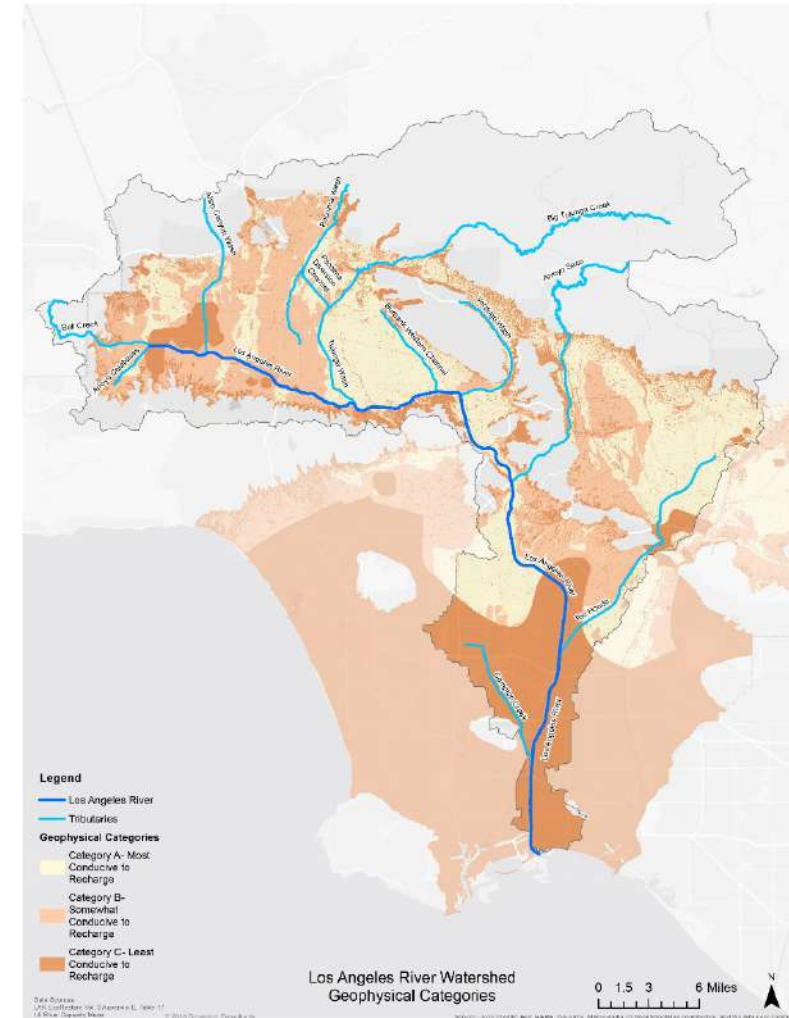 Pacoima Wash
Aliso Canyon Wash
Big Tujunga Creek
Pacoima
Diversion
Channel
Arroyo Seco
Bell Creek
Verdugo Wash
Burbank Western Channel
Arroyo Calabasas
Los Angeles River
Tujunga Wash
Los Angeles River
Rio Hondo
Compton Creek
Los Angeles River
Legend
Los Angeles River
Tributaries
Geophysical Categories
Category A- Most
Conducive to
Recharge
Category B-
Somewhat
Conducive to
Recharge
Category C- Least
Conducive to
Recharge
Los Angeles River Watershed
Geophysical Categories
0 1.5 3 6 Miles
N
Data Sources